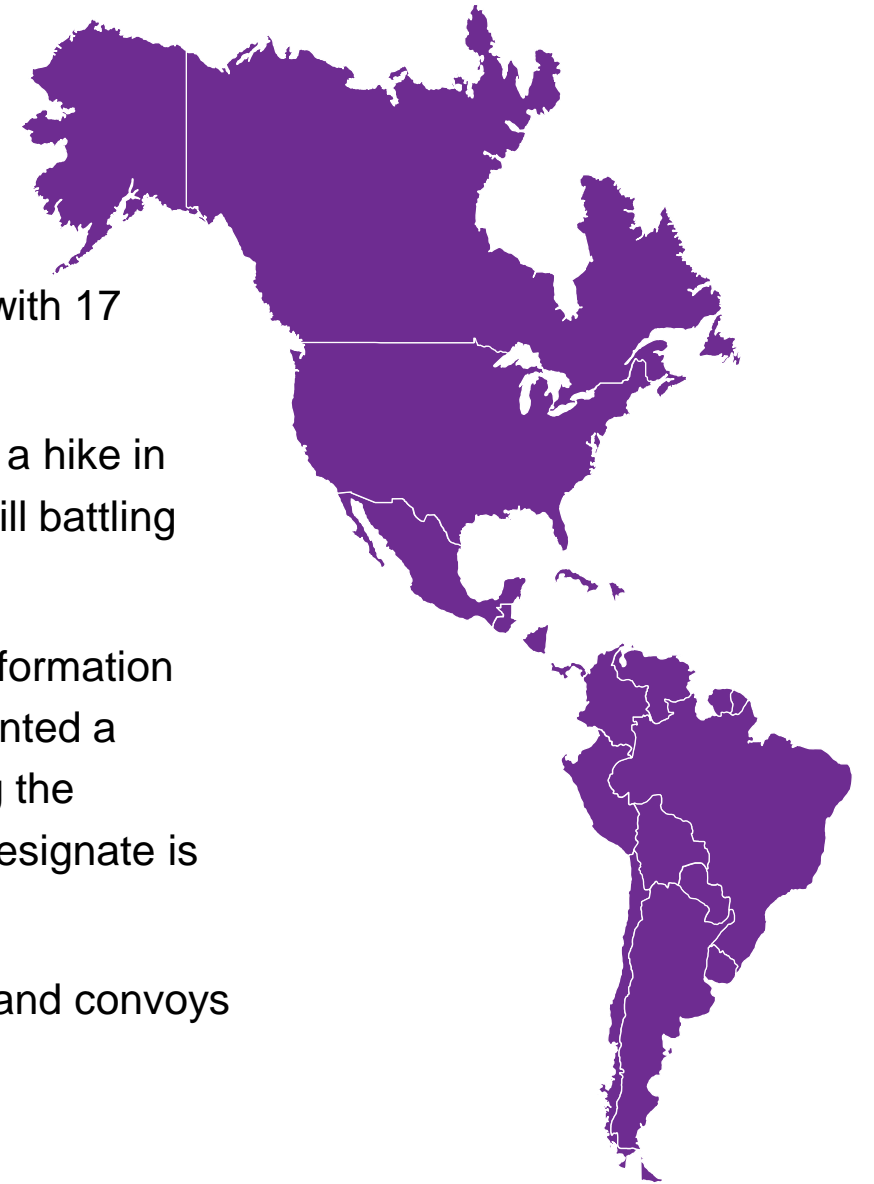 with 17
a hike in
ill battling
formation
nted a
g the
esignate is
and convoys